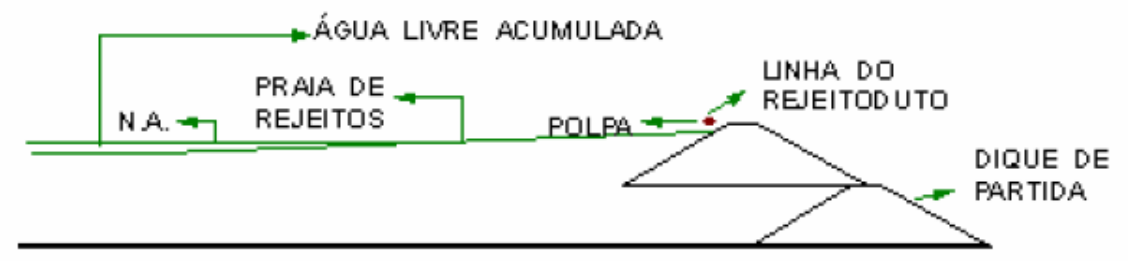 ÁGUA LIVRE ACUMULADA
LINHA DO
REJEITODUTO
PRAIA DE
REJEITOS
N.A.
POLPA
DIQUE DE
PARTIDA